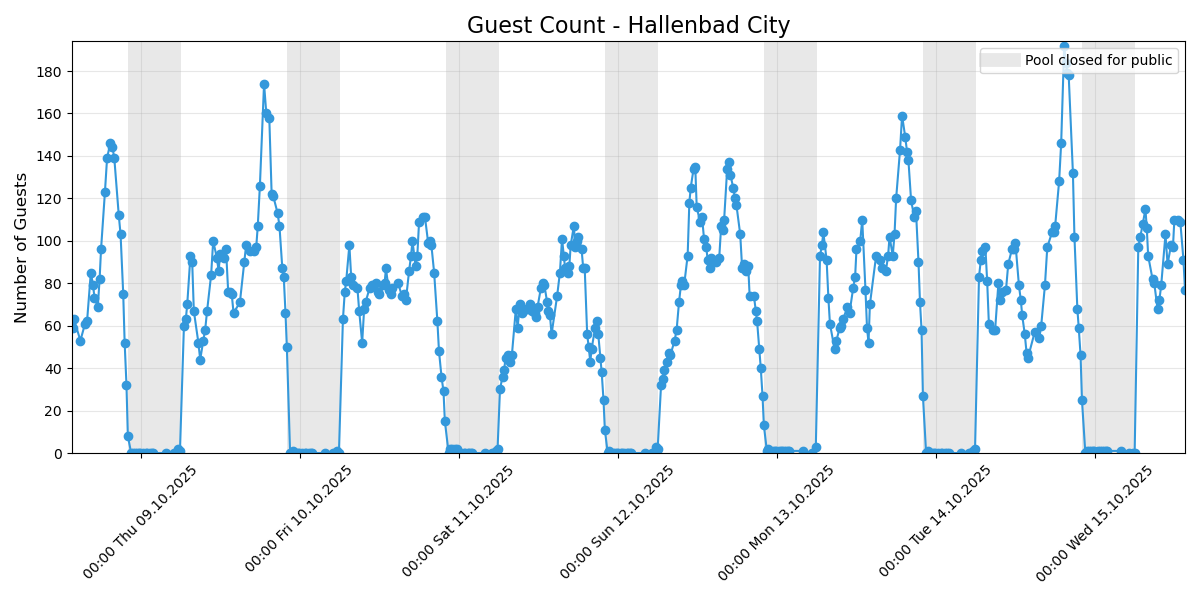 Guest Count - Hallenbad City
Pool closed for public
Number of Guests
180
160
140
120
100
80
60
40
20
0
00:00 Thu 09.10.2025
00:00 Fri 10.10.2025
00:00 Sat 11.10.2025
00:00 Sun 12.10.2025
00:00 Mon 13.10.2025
00:00 Tue 14.10.2025
00:00 Wed 15.10.2025